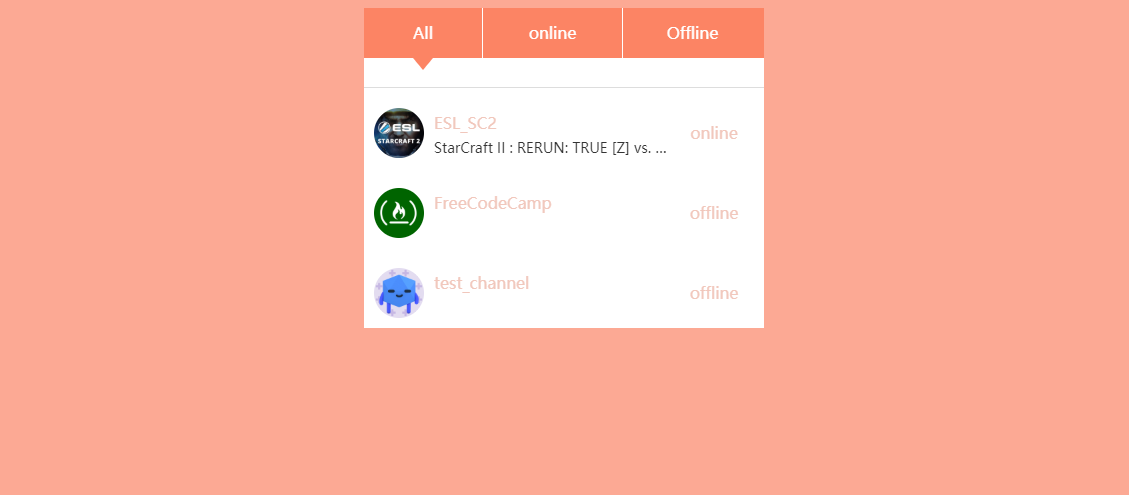 All online Offline
ESL
STARCRAFT 2
ESL_SC2
StarCraft II : RERUN: TRUE [Z] vs. ...
online
FreeCodeCamp
offline
test_channel
offline